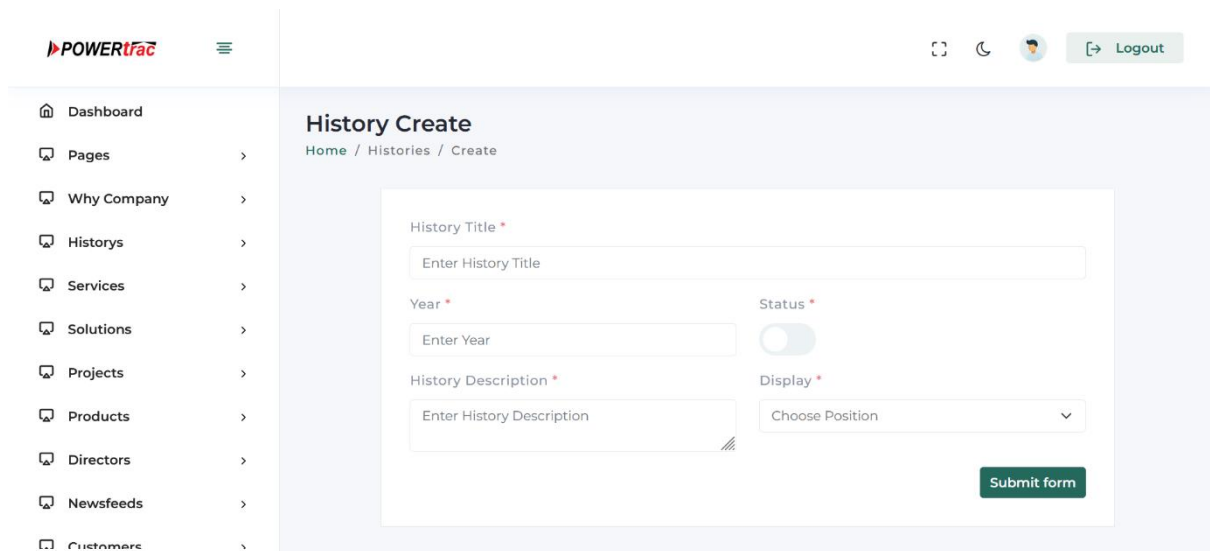 POWERtrac
Logout
Dashboard
Pages
Why Company
Historys
Services
Solutions
Projects
Products
Directors
Newsfeeds
Customers
History Create
Home / Histories / Create
History Title *
Enter History Title
Year *
Status *
Enter Year
History Description *
Display *
Enter History Description
Choose Position
Submit form